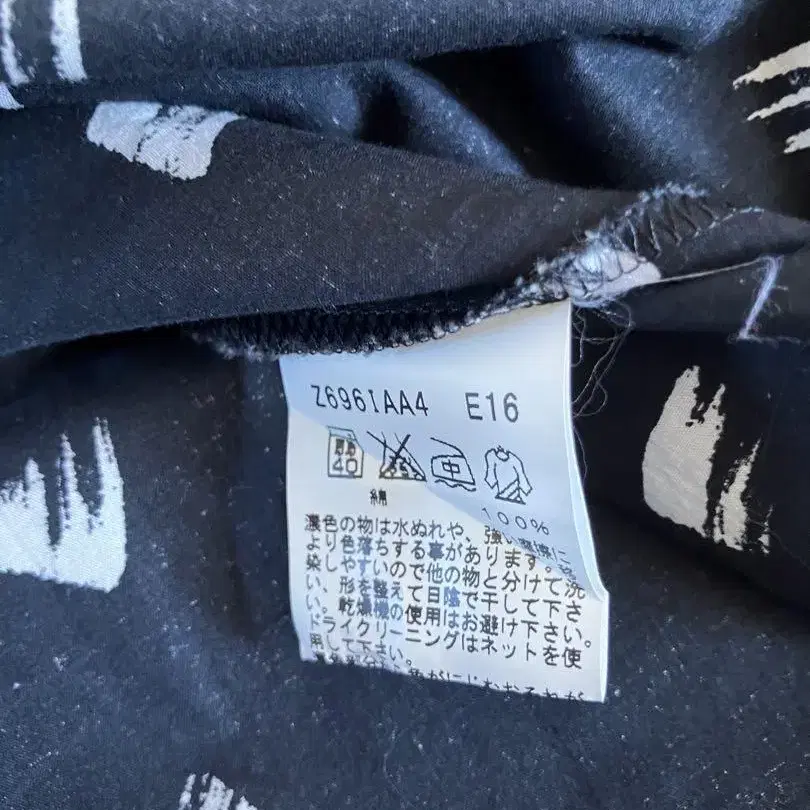 Z696IAA4 E16
40
中
綿
100%
濃色の物は水ぬれや、強い摩擦に
より色落ちする事があります。
染しやすいので他の物と分けて洗
い、形を整えて日陰で干して下さ
い。乾燥機の使用はお避け下さい。
ドライクリーニングはネットを使
用して下さい。